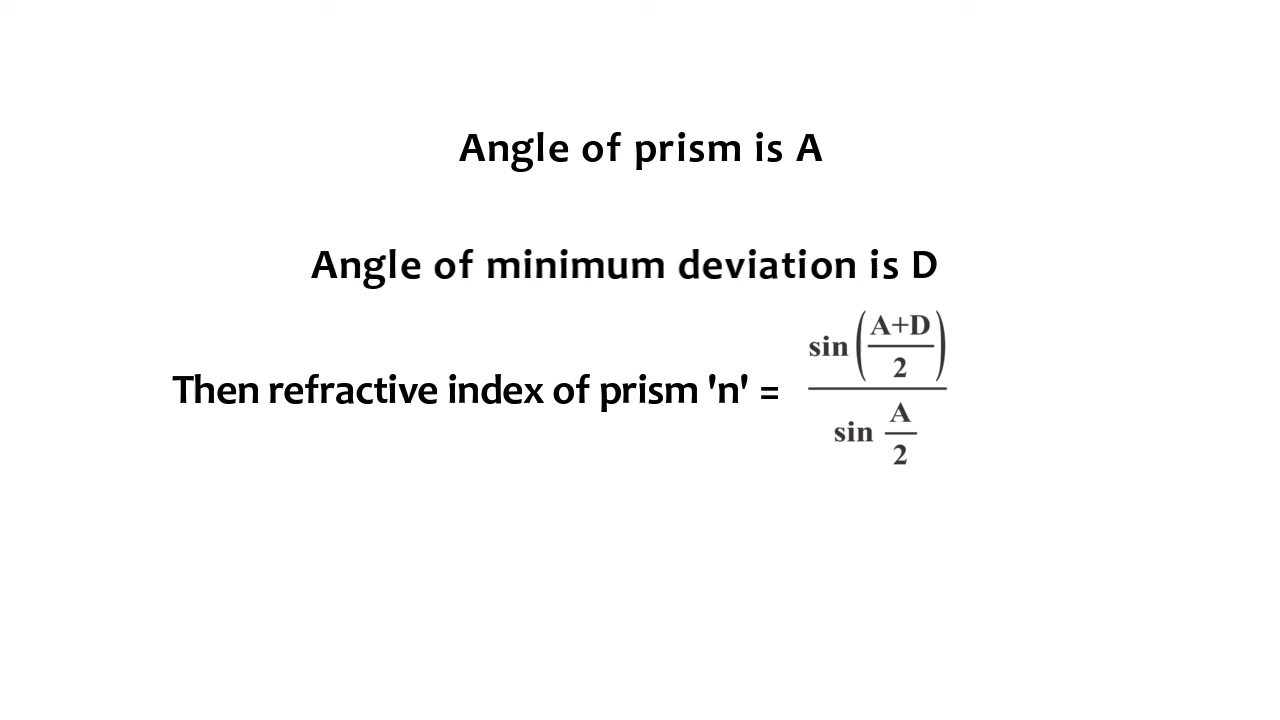 Angle of prism is A
Angle of minimum deviation is D
Then refractive index of prism 'n' = sin(A+D/2) / sin A/2